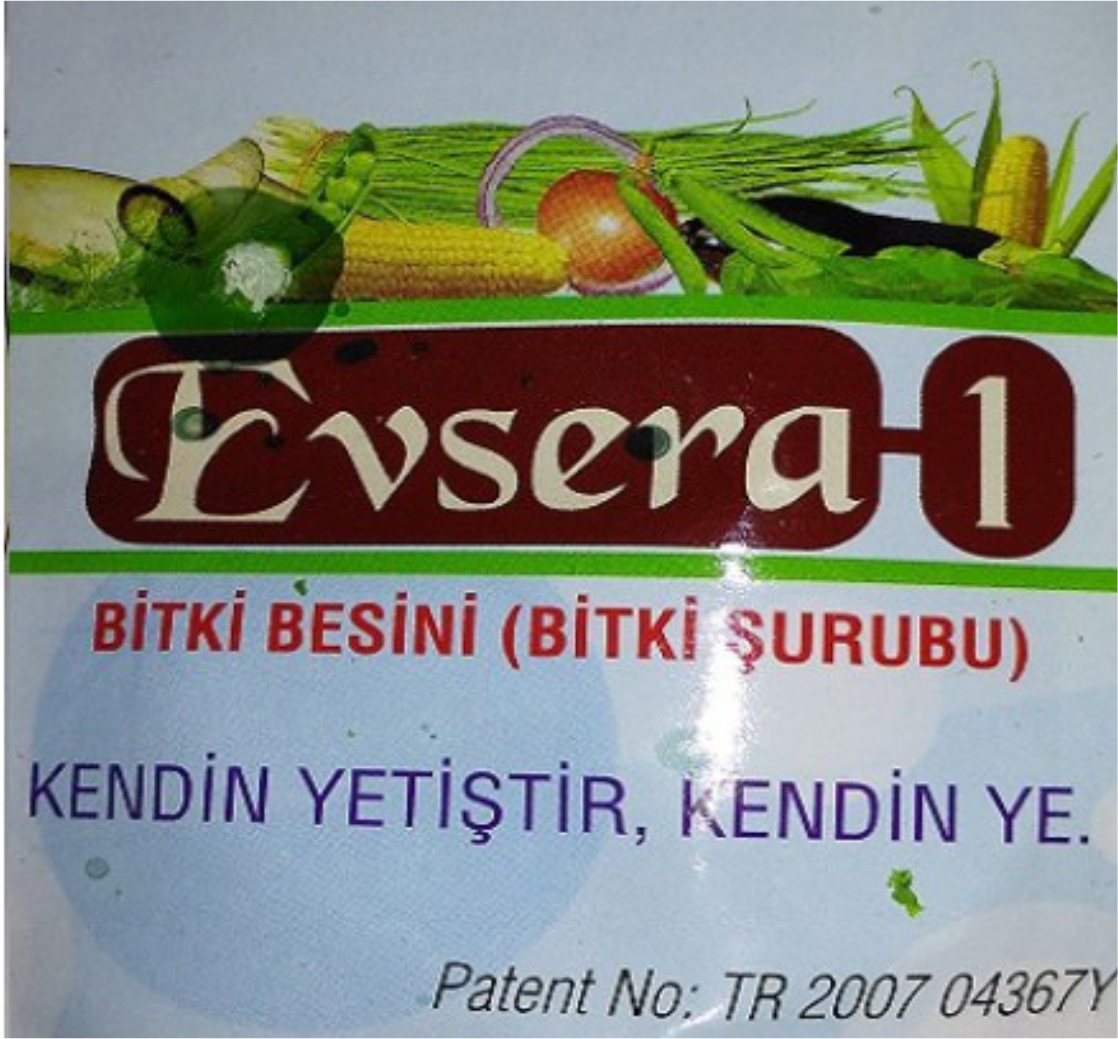 Evsera-1
BİTKİ BESİNİ (BİTKİ ŞURUBU)
KENDİN YETİŞTİR, KENDİN YE.
Patent No: TR 2007 04367Y